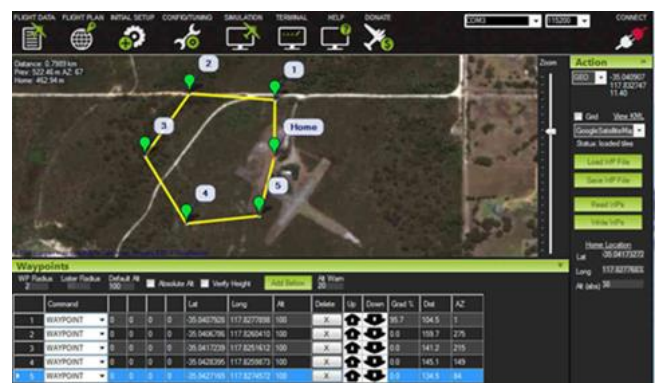 FLIGHT DATA FLIGHT PLAN INITIAL SETUP CONFIG/TUNING SIMULATION TERMINAL HELP DONATE COM3 115200 CONNECT
Distance: 0.7989 km
Prev: 522.46 m AZ: 67
Home: 462.94 m
Zoom
Action
GEO -35.040907
117.832747
11.40
Grid View KML
GoogleSatelliteMa
Status: loaded tiles
Load WP File
Save WP File
Read WPs
Write WPs
Home Location
Lat -35.04173272
Long
Alt (abs)
2
1
3
Home
5
4
Waypoints
WP Radius Loiter Radius Default Alt Absolute Alt Verify Height Add Below Alt Warn
2 100 20
Command Lat Long Alt Delete Up Down Grad % Dist AZ
1 WAYPOINT 0 0 0 0 -35.0407928 117.8277898 100 X 95.7 104.5 1
2 WAYPOINT 0 0 0 0 -35.0406786 117.8260410 100 X 0.0 159.7 275
3 WAYPOINT 0 0 0 0 -35.0417239 117.8251612 100 X 0.0 141.2 215
4 WAYPOINT 0 0 0 0 -35.0428395 117.8259873 100 X 0.0 145.1 149
5 WAYPOINT 0 0 0 0 -35.0427165 117.8274572 100 X 0.0 134.5 84